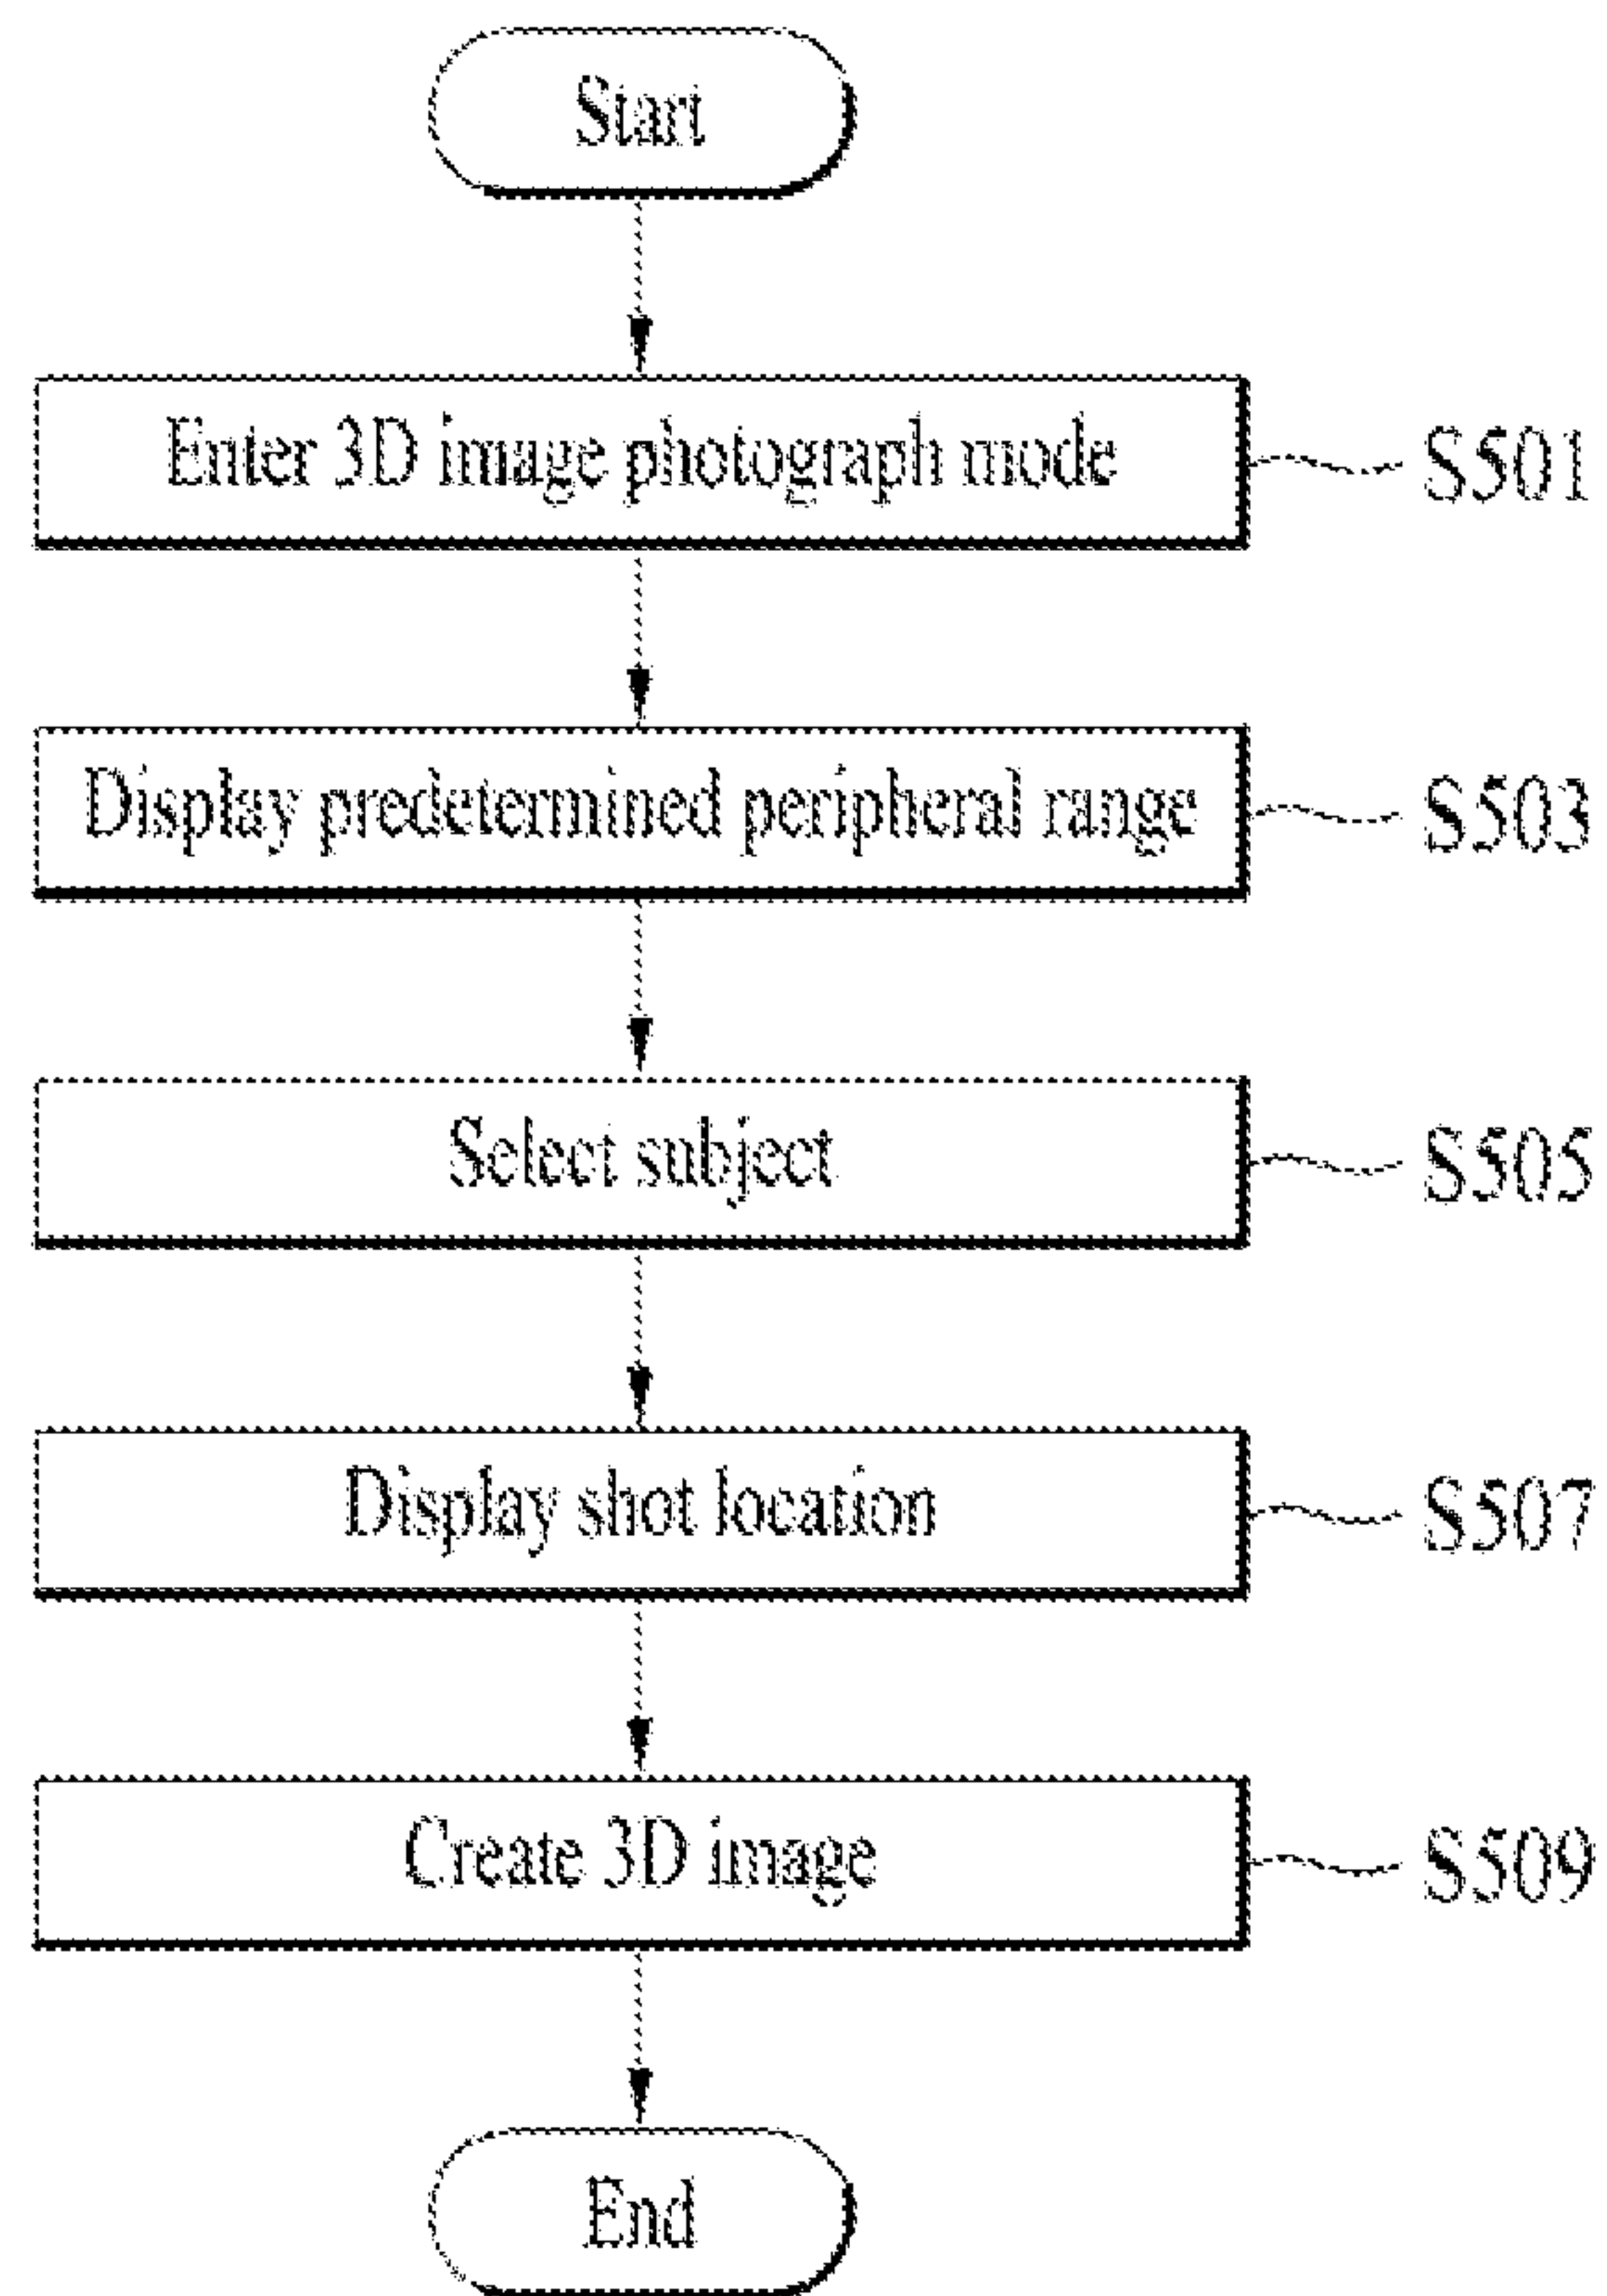 Start
Enter 3D image photograph mode
S501
Display predetermined peripheral range
S503
Select subject
S505
Display shot location
S507
Create 3D image
S509
End